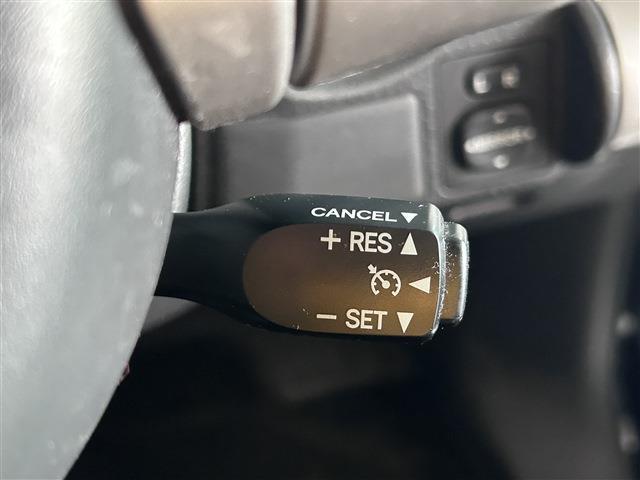 CANCEL ▼
+ RES ▲
◀
- SET ▼